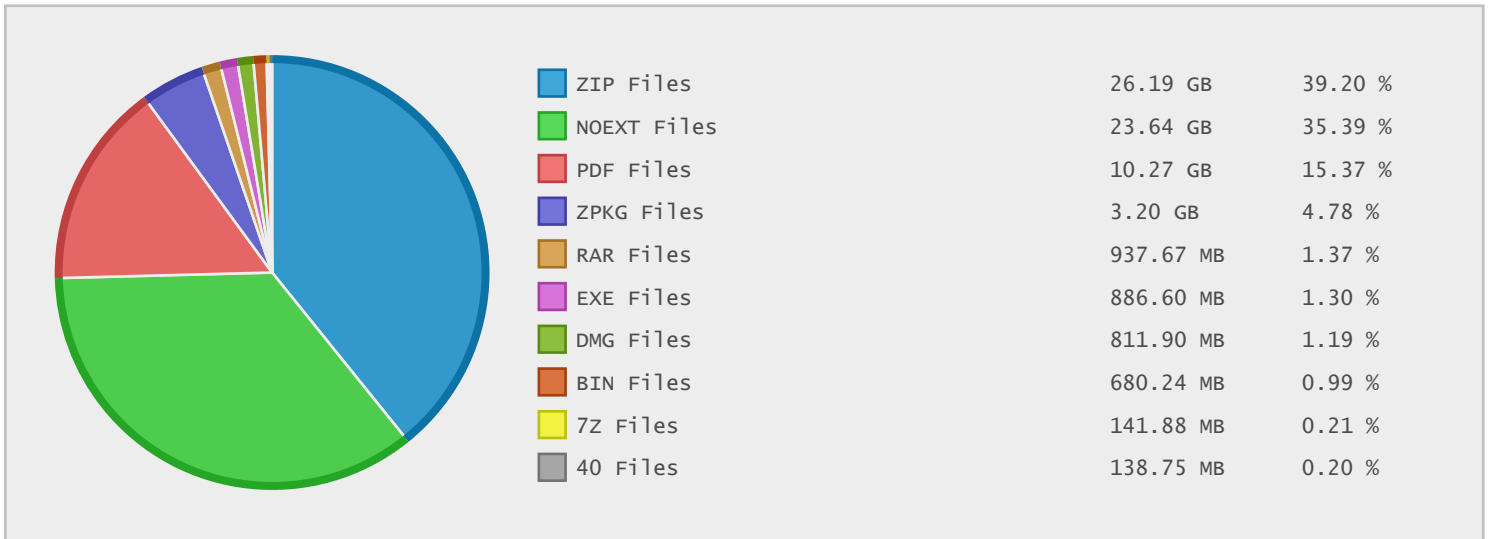 ZIP Files 26.19 GB 39.20 %
NOEXT Files 23.64 GB 35.39 %
PDF Files 10.27 GB 15.37 %
ZPKG Files 3.20 GB 4.78 %
RAR Files 937.67 MB 1.37 %
EXE Files 886.60 MB 1.30 %
DMG Files 811.90 MB 1.19 %
BIN Files 680.24 MB 0.99 %
7Z Files 141.88 MB 0.21 %
40 Files 138.75 MB 0.20 %